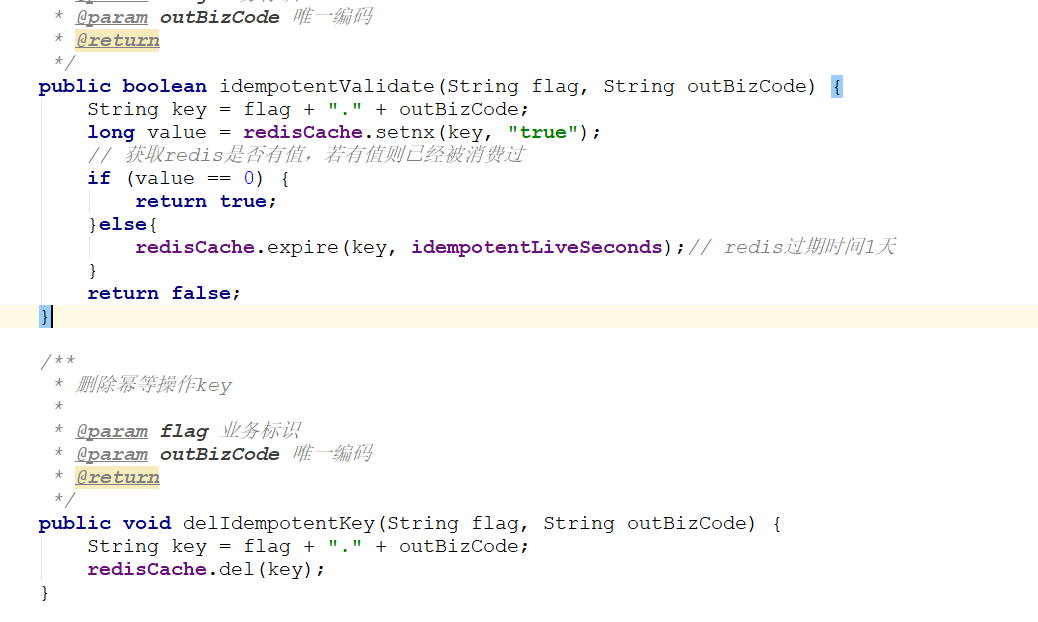 * @param outBizCode 唯一编码
* @return
*/
public boolean idempotentValidate(String flag, String outBizCode) {
String key = flag + "." + outBizCode;
long value = redisCache.setnx(key, "true");
// 获取redis是否有值，若有值则已经被消费过
if (value == 0) {
return true;
}else{
redisCache.expire(key, idempotentLiveSeconds);// redis过期时间1天
}
return false;
}
/**
* 删除幂等操作key
*
* @param flag 业务标识
* @param outBizCode 唯一编码
* @return
*/
public void delIdempotentKey(String flag, String outBizCode) {
String key = flag + "." + outBizCode;
redisCache.del(key);
}